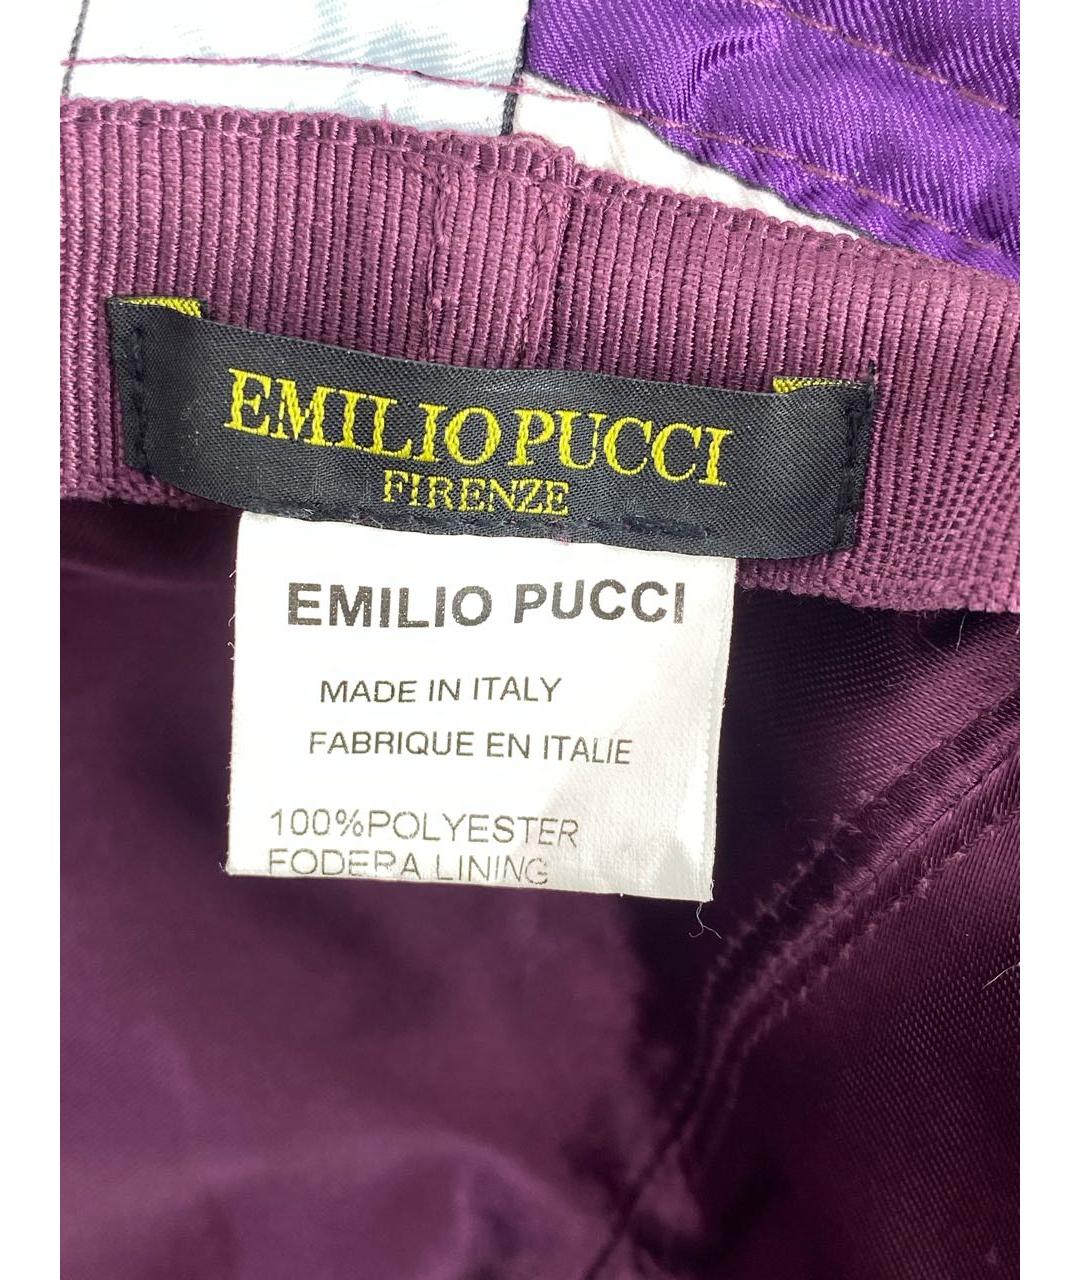 EMILIO PUCCI
FIRENZE
EMILIO PUCCI
MADE IN ITALY
FABRIQUE EN ITALIE
100%POLYESTER
FODERA LINING